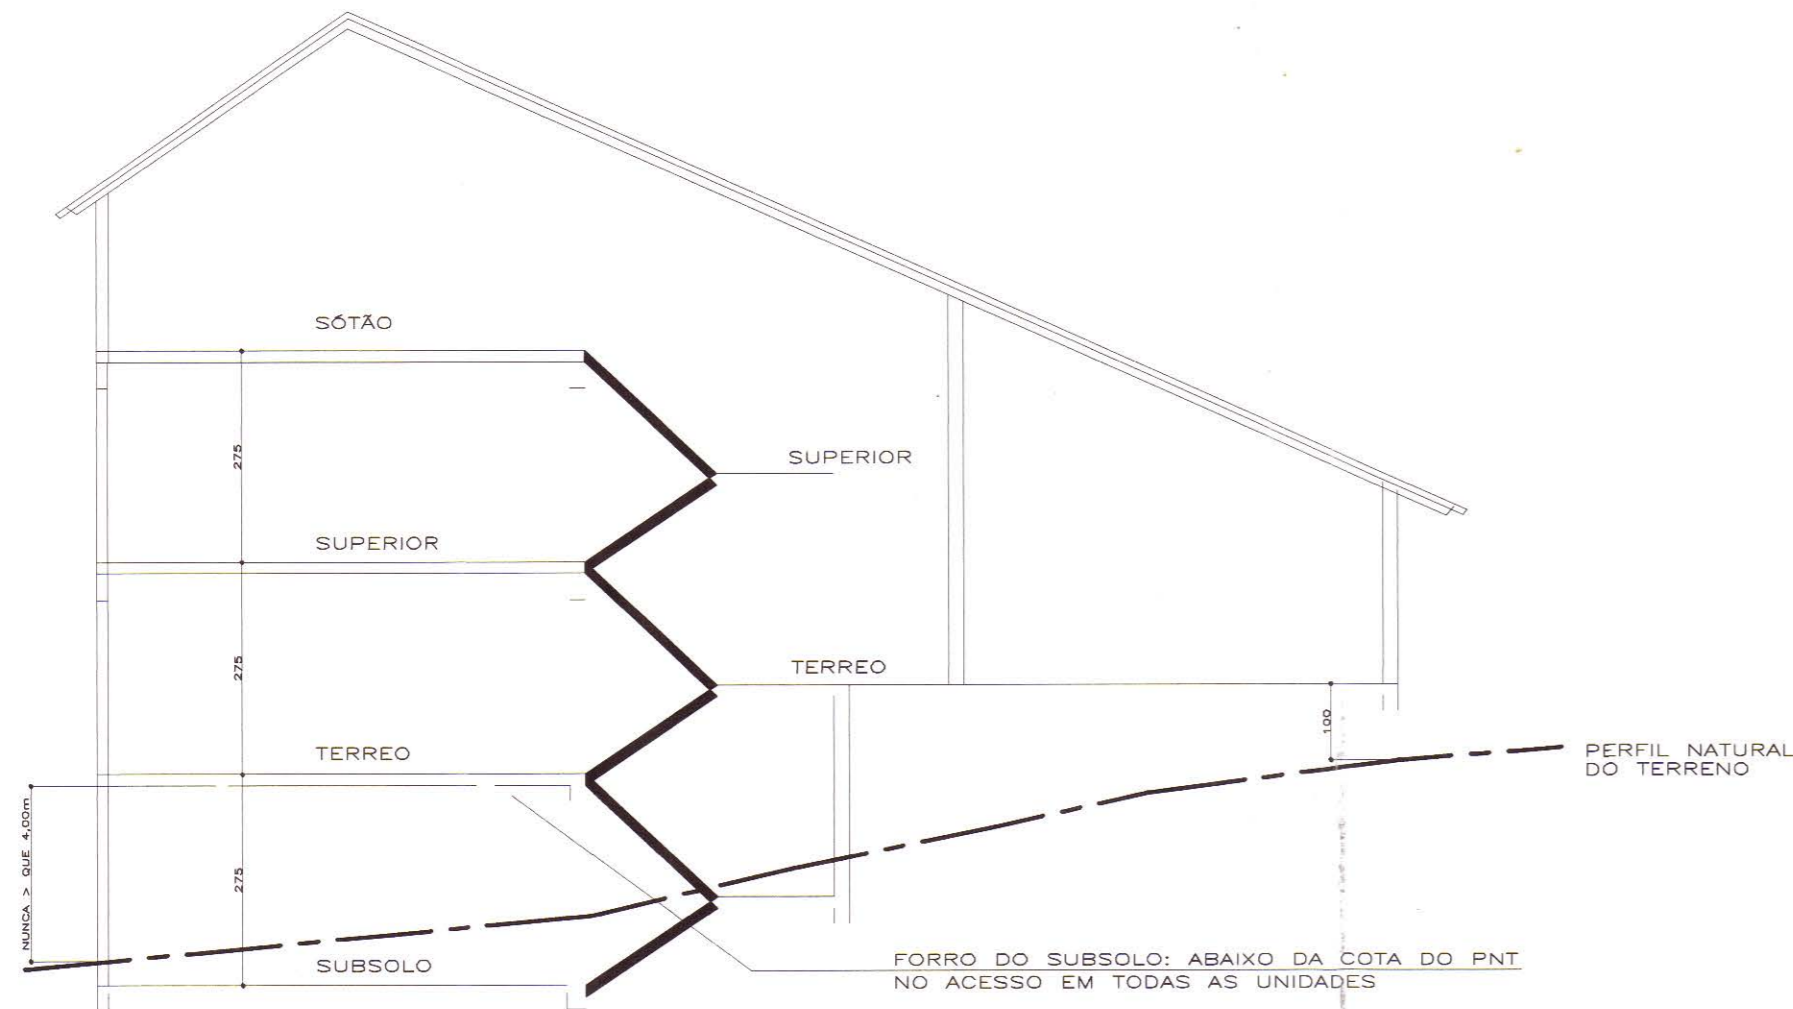 SÓTÃO
275
SUPERIOR
SUPERIOR
275
TERREO
TERREO
100
PERFIL NATURAL
DO TERRENO
NUNCA > QUE 4,00m
275
SUBSOLO
FORRO DO SUBSOLO: ABAIXO DA COTA DO PNT
NO ACESSO EM TODAS AS UNIDADES